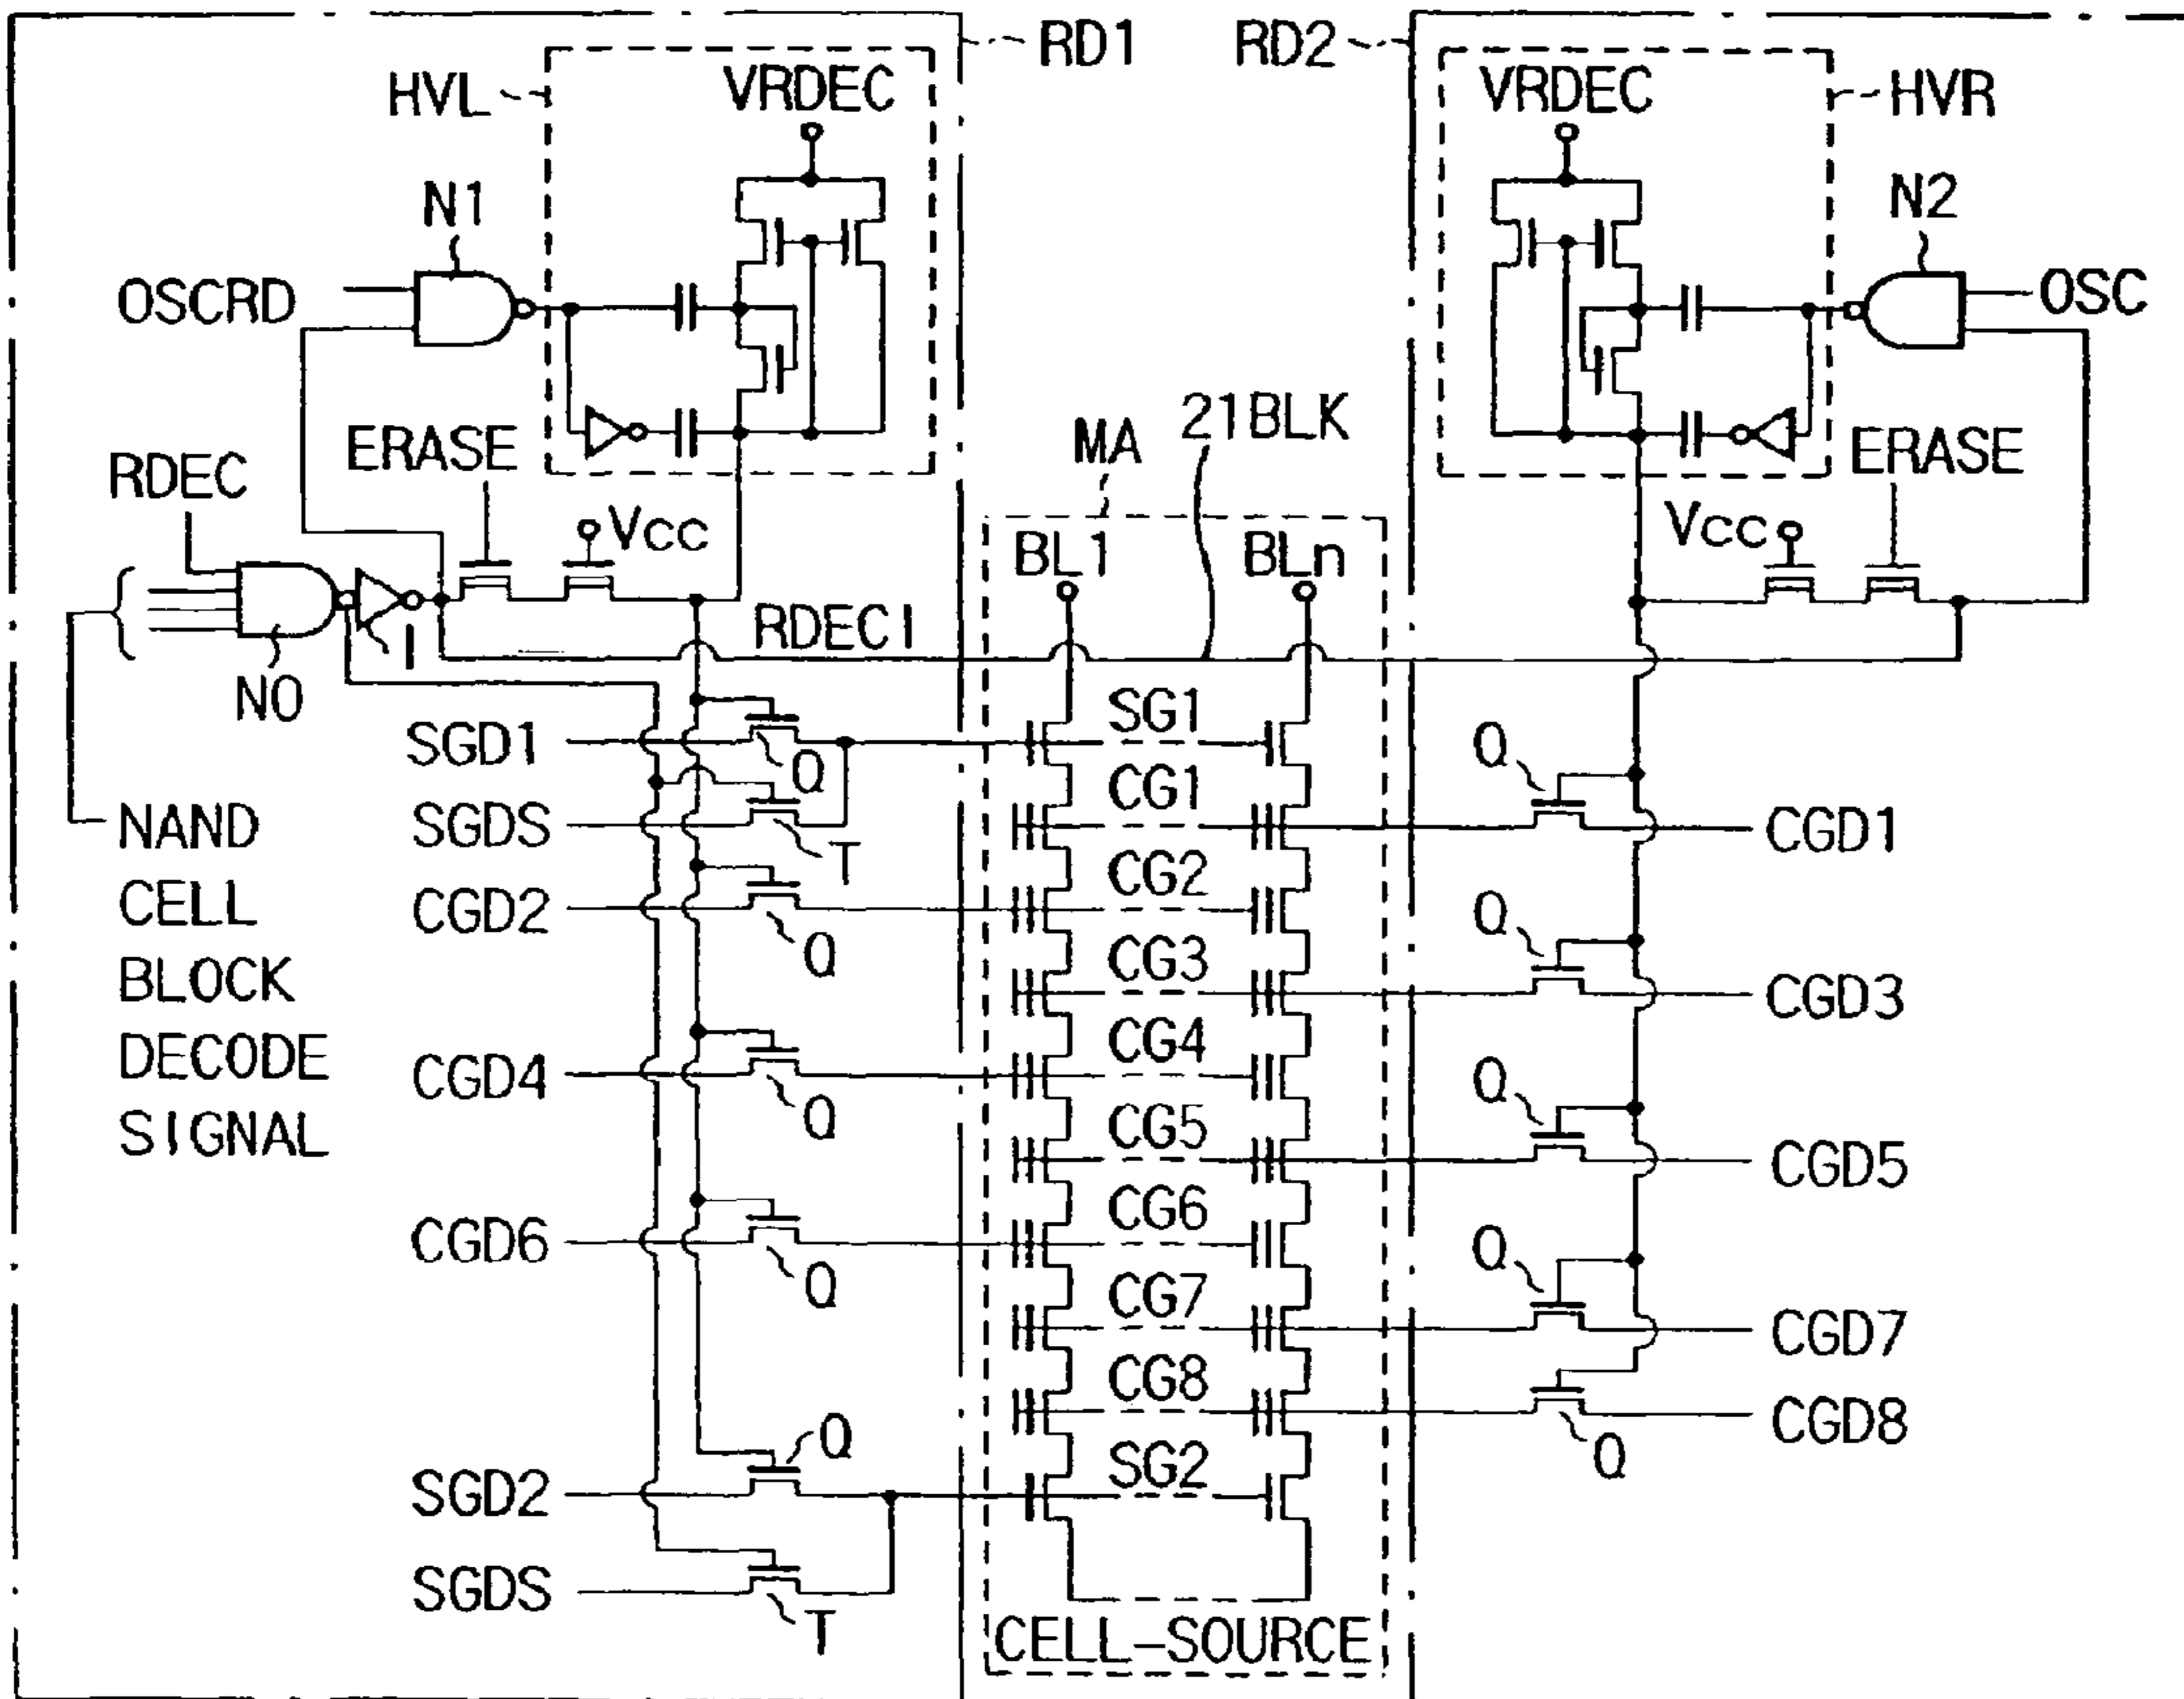 RD1
RD2
HVL
VRDEC
VRDEC
HVR
N1
N2
OSCRD
OSC
ERASE
MA
21BLK
ERASE
RDEC
VCC
VCC
BL1
BLn
RDECI
I
N0
SGD1
Q
SG1
Q
CG1
SGDS
T
CGD1
NAND
CELL
BLOCK
DECODE
SIGNAL
CG2
CGD2
Q
Q
CG3
CGD3
CG4
CGD4
Q
Q
CG5
CGD5
CG6
CGD6
Q
Q
CG7
CGD7
CG8
CGD8
Q
Q
SG2
SGD2
SGDS
T
CELL-SOURCE